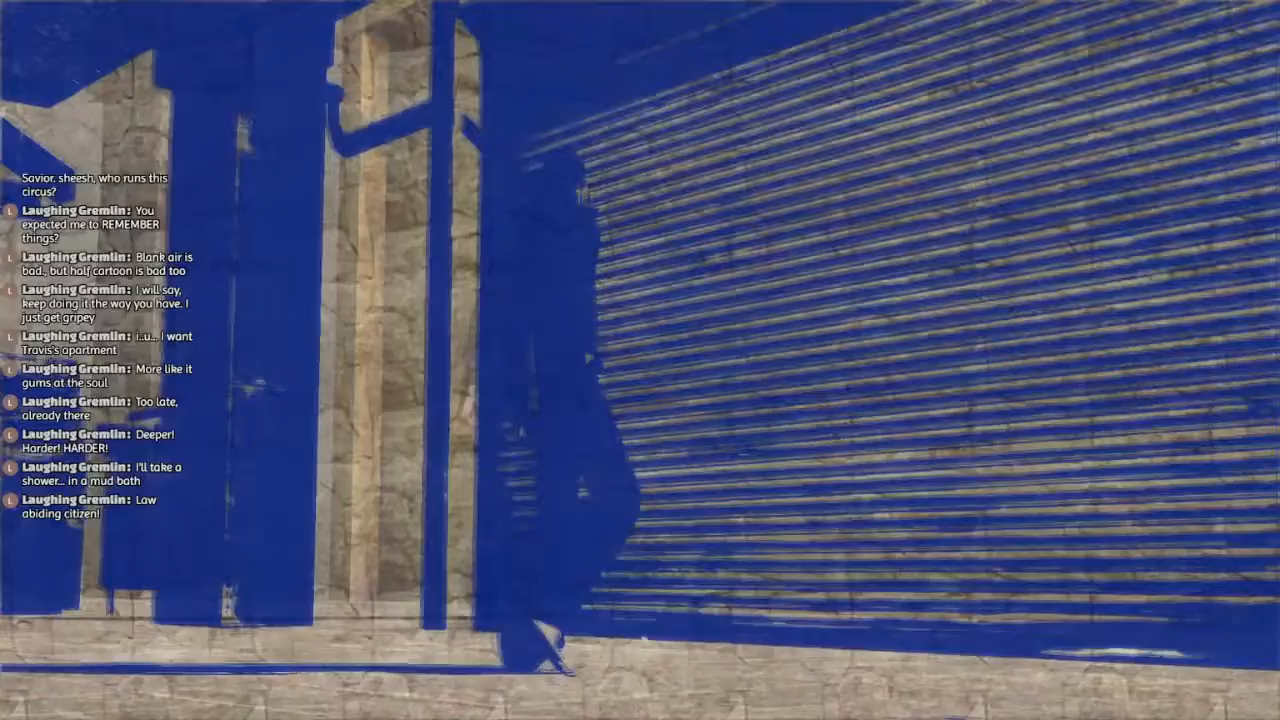 Savior. sheesh, who runs this
circus?
L Laughing Gremlin: You
expected me to REMEMBER
things?
L Laughing Gremlin: Blank air is
bad., but half cartoon is bad too
L Laughing Gremlin: I will say,
keep doing it the way you have. I
just get gripey
L Laughing Gremlin: i..u... I want
Travis's apartment
L Laughing Gremlin: More like it
gums at the soul
L Laughing Gremlin: Too late,
already there
L Laughing Gremlin: Deeper!
Harder! HARDER!
L Laughing Gremlin: I'll take a
shower... in a mud bath
L Laughing Gremlin: Law
abiding citizen!